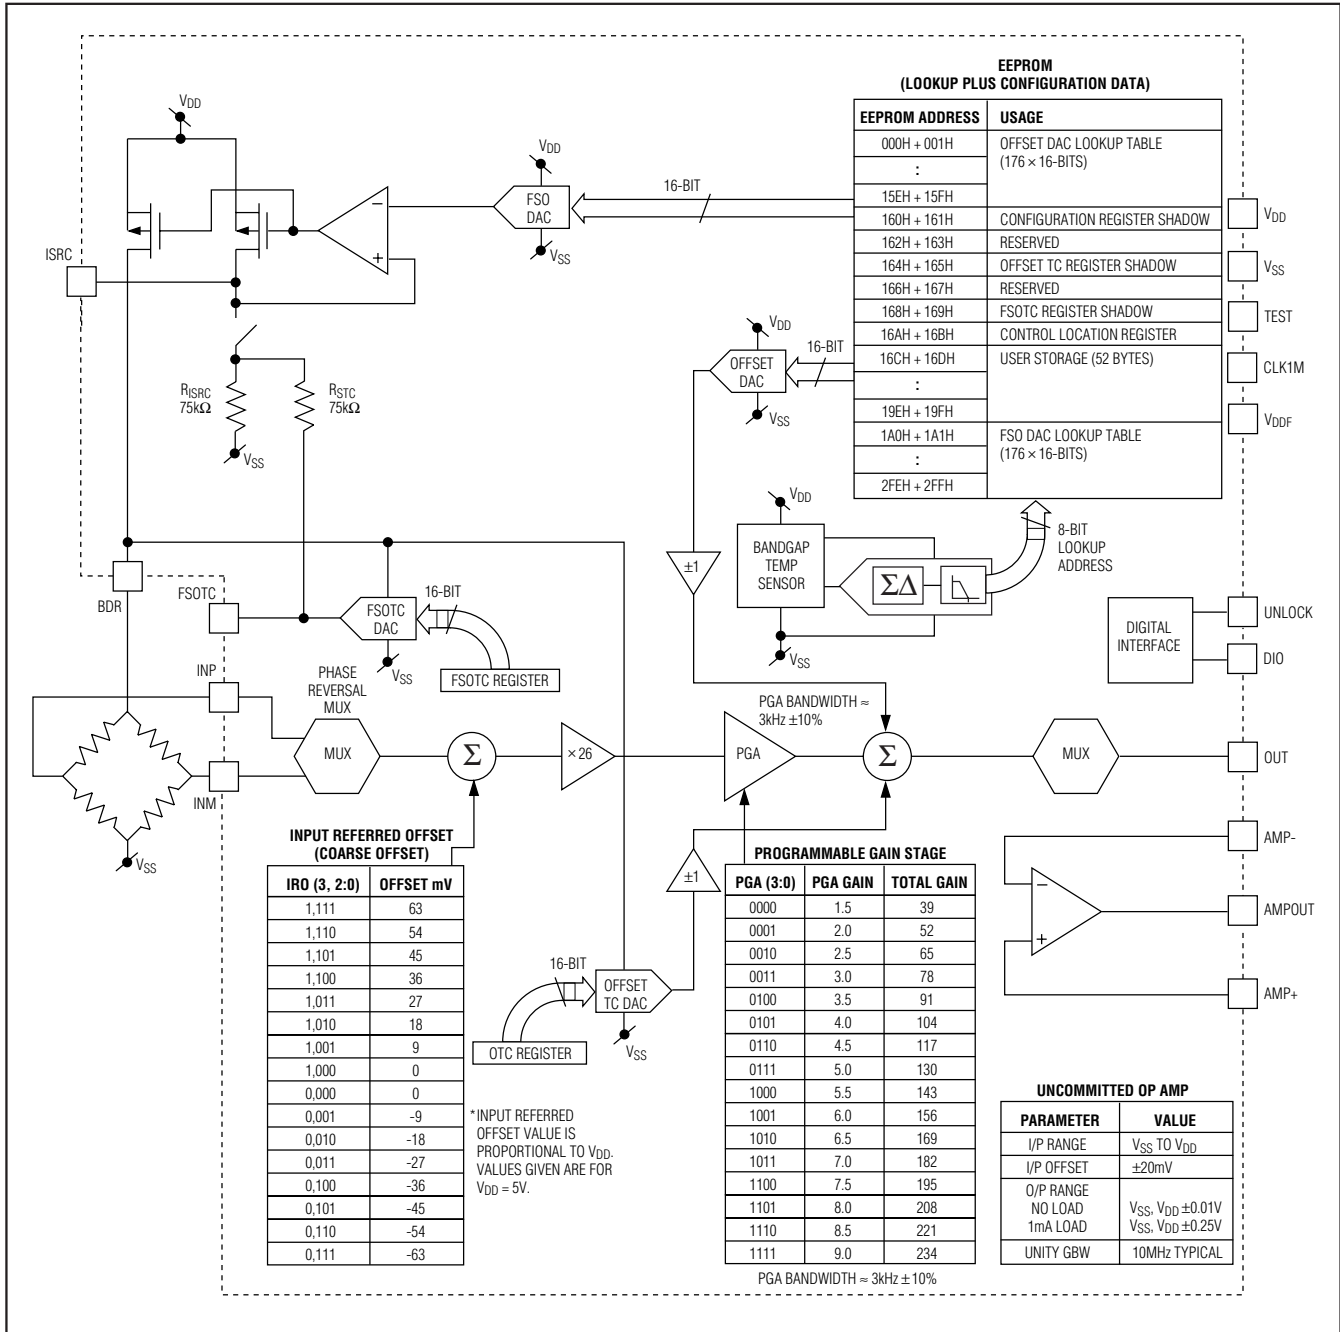 EEPROM
(LOOKUP PLUS CONFIGURATION DATA)
EEPROM ADDRESS USAGE
000H + 001H OFFSET DAC LOOKUP TABLE
(176 × 16-BITS)
:
15EH + 15FH
160H + 161H CONFIGURATION REGISTER SHADOW
162H + 163H RESERVED
164H + 165H OFFSET TC REGISTER SHADOW
166H + 167H RESERVED
168H + 169H FSOTC REGISTER SHADOW
16AH + 16BH CONTROL LOCATION REGISTER
16CH + 16DH USER STORAGE (52 BYTES)
:
19EH + 19FH
1A0H + 1A1H FSO DAC LOOKUP TABLE
(176 × 16-BITS)
:
2FEH + 2FFH
VDD
VDD
FSO
DAC
VSS
16-BIT
−
+
ISRC
RISRC
75kΩ
RSTC
75kΩ
VSS
VDD
OFFSET
DAC
VSS
16-BIT
VDD
VSS
TEST
CLK1M
VDDF
VDD
BANDGAP
TEMP
SENSOR
ΣΔ
VSS
8-BIT
LOOKUP
ADDRESS
±1
BDR
FSOTC
FSOTC
DAC
VSS
16-BIT
FSOTC REGISTER
DIGITAL
INTERFACE
UNLOCK
DIO
INP
INM
VSS
PHASE
REVERSAL
MUX
MUX
Σ
×26
PGA BANDWIDTH ≈
3kHz ±10%
PGA
Σ
MUX
OUT
INPUT REFERRED OFFSET
(COARSE OFFSET)
IRO (3, 2:0) OFFSET mV
1,111 63
1,110 54
1,101 45
1,100 36
1,011 27
1,010 18
1,001 9
1,000 0
0,000 0
0,001 -9
0,010 -18
0,011 -27
0,100 -36
0,101 -45
0,110 -54
0,111 -63
*INPUT REFERRED
OFFSET VALUE IS
PROPORTIONAL TO VDD.
VALUES GIVEN ARE FOR
VDD = 5V.
16-BIT
OFFSET
TC DAC
OTC REGISTER
VSS
±1
PROGRAMMABLE GAIN STAGE
PGA (3:0) PGA GAIN TOTAL GAIN
0000 1.5 39
0001 2.0 52
0010 2.5 65
0011 3.0 78
0100 3.5 91
0101 4.0 104
0110 4.5 117
0111 5.0 130
1000 5.5 143
1001 6.0 156
1010 6.5 169
1011 7.0 182
1100 7.5 195
1101 8.0 208
1110 8.5 221
1111 9.0 234
PGA BANDWIDTH ≈ 3kHz ±10%
AMP-
−
AMPOUT
+
AMP+
UNCOMMITTED OP AMP
PARAMETER VALUE
I/P RANGE VSS TO VDD
I/P OFFSET ±20mV
O/P RANGE
NO LOAD VSS, VDD ±0.01V
1mA LOAD VSS, VDD ±0.25V
UNITY GBW 10MHz TYPICAL